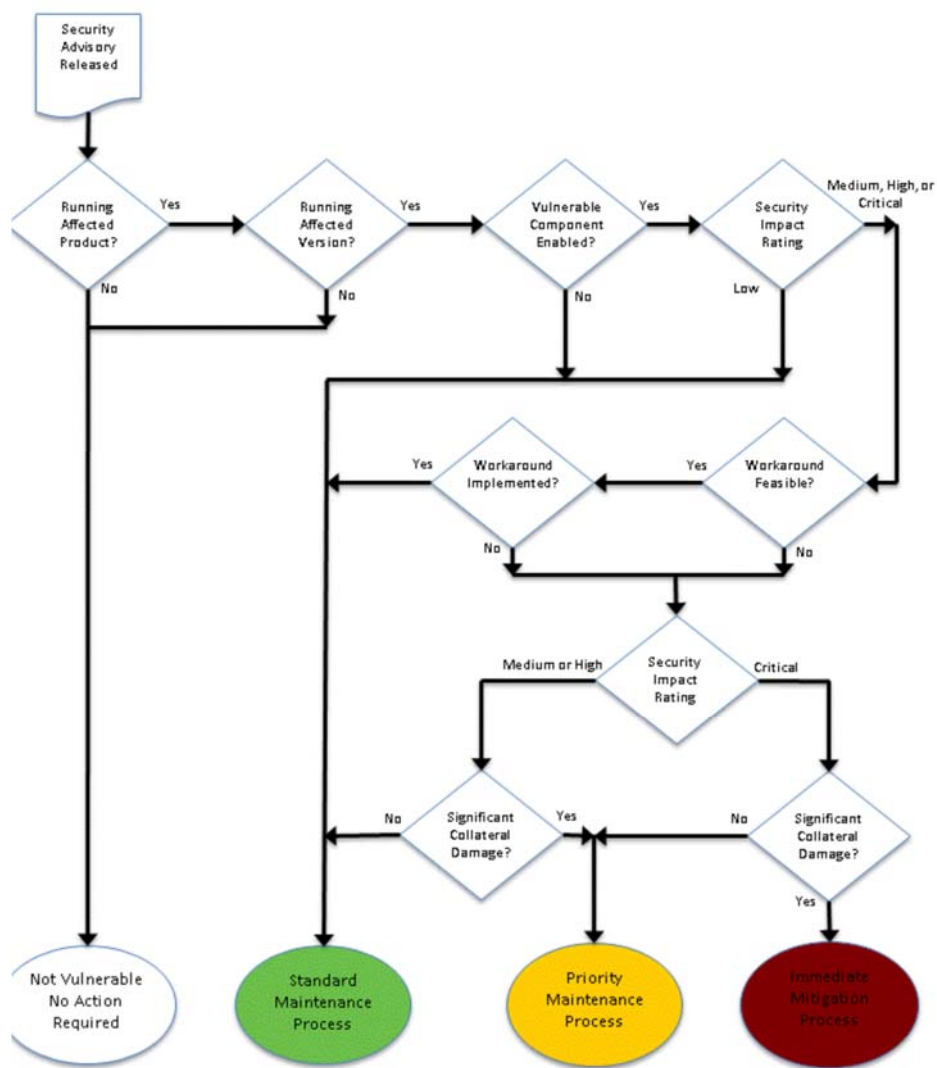 Security
Advisory
Released
Running
Affected
Product?
Yes
No
Running
Affected
Version?
Yes
No
Vulnerable
Component
Enabled?
Yes
No
Security
Impact
Rating
Medium, High, or
Critical
Low
Workaround
Feasible?
Yes
No
Workaround
Implemented?
Yes
No
Security
Impact
Rating
Medium or High
Critical
Significant
Collateral
Damage?
No
Yes
Significant
Collateral
Damage?
No
Yes
Not Vulnerable
No Action
Required
Standard
Maintenance
Process
Priority
Maintenance
Process
Immediate
Mitigation
Process